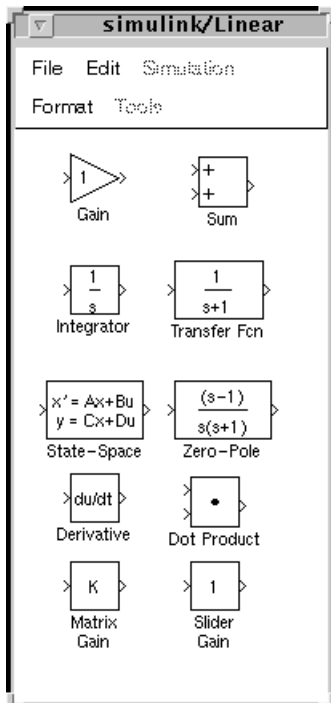 simulink/Linear
File Edit Simulation
Format Tools
1
+
+
Gain
Sum
1
s
1
s+1
Integrator
Transfer Fcn
x' = Ax+Bu
y = Cx+Du
(s-1)
s(s+1)
State-Space
Zero-Pole
du/dt
Derivative
Dot Product
K
1
Matrix
Gain
Slider
Gain